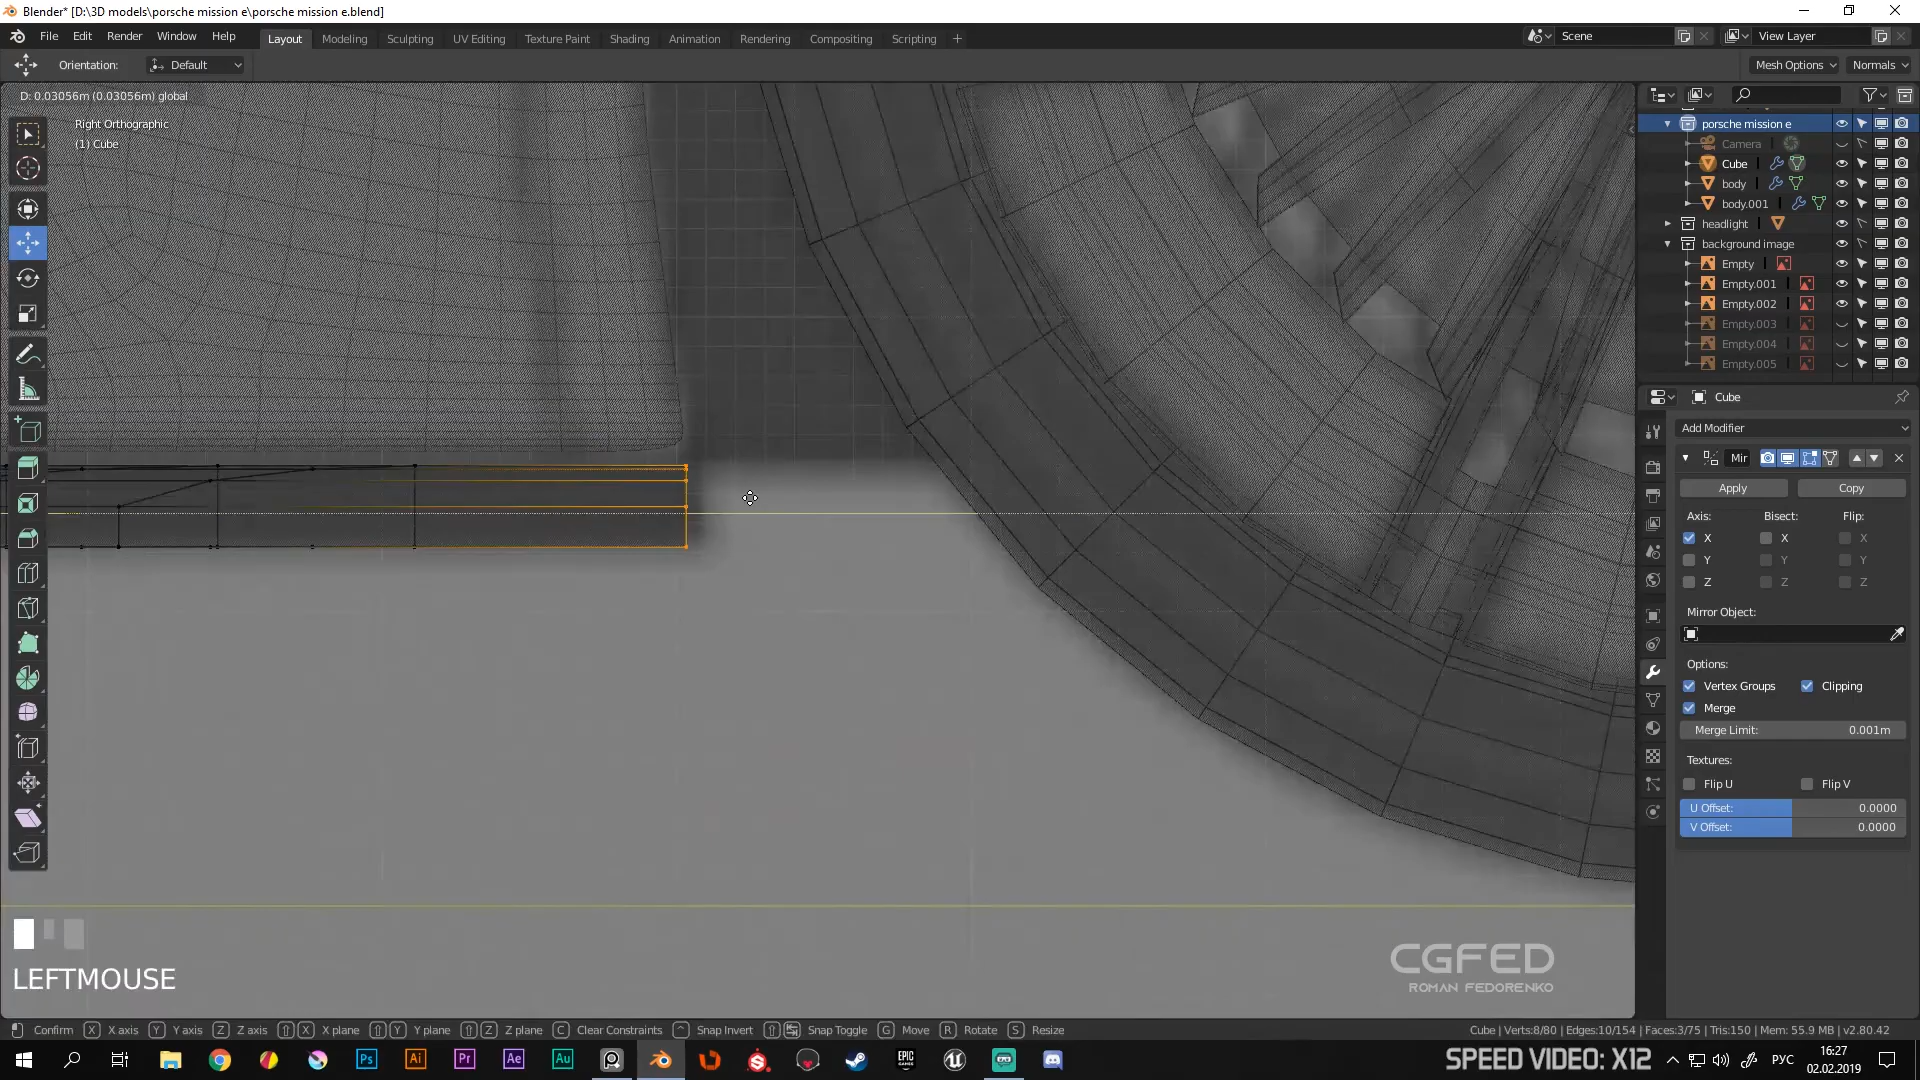 Blender* [D:\3D models\porsche mission e\porsche mission e.blend]
File Edit Render Window Help
Layout Modeling Sculpting UV Editing Texture Paint Shading Animation Rendering Compositing Scripting +
Scene
View Layer
Orientation: Default
Mesh Options Normals
D: 0.03056m (0.03056m) global
Right Orthographic
(1) Cube
porsche mission e
Camera
Cube
body
body.001
headlight
background image
Empty
Empty.001
Empty.002
Empty.003
Empty.004
Empty.005
Cube
Add Modifier
Mir
Apply Copy
Axis: Bisect: Flip:
X X X
Y Y Y
Z Z Z
Mirror Object:
Options:
Vertex Groups Clipping
Merge
Merge Limit: 0.001m
Textures:
Flip U Flip V
U Offset: 0.0000
V Offset: 0.0000
LEFTMOUSE
CGFED
ROMAN FEDORENKO
Confirm X X axis Y Y axis Z Z axis X X plane Y Y plane Z Z plane C Clear Constraints ^ Snap Invert Snap Toggle G Move R Rotate S Resize
Cube | Verts:8/80 | Edges:10/154 | Faces:3/75 | Tris:150 | Mem: 55.9 MB | v2.80.42
Ps Ai Pr Ae Au
EPIC GAMES
SPEED VIDEO: X12
РУС
16:27
02.02.2019